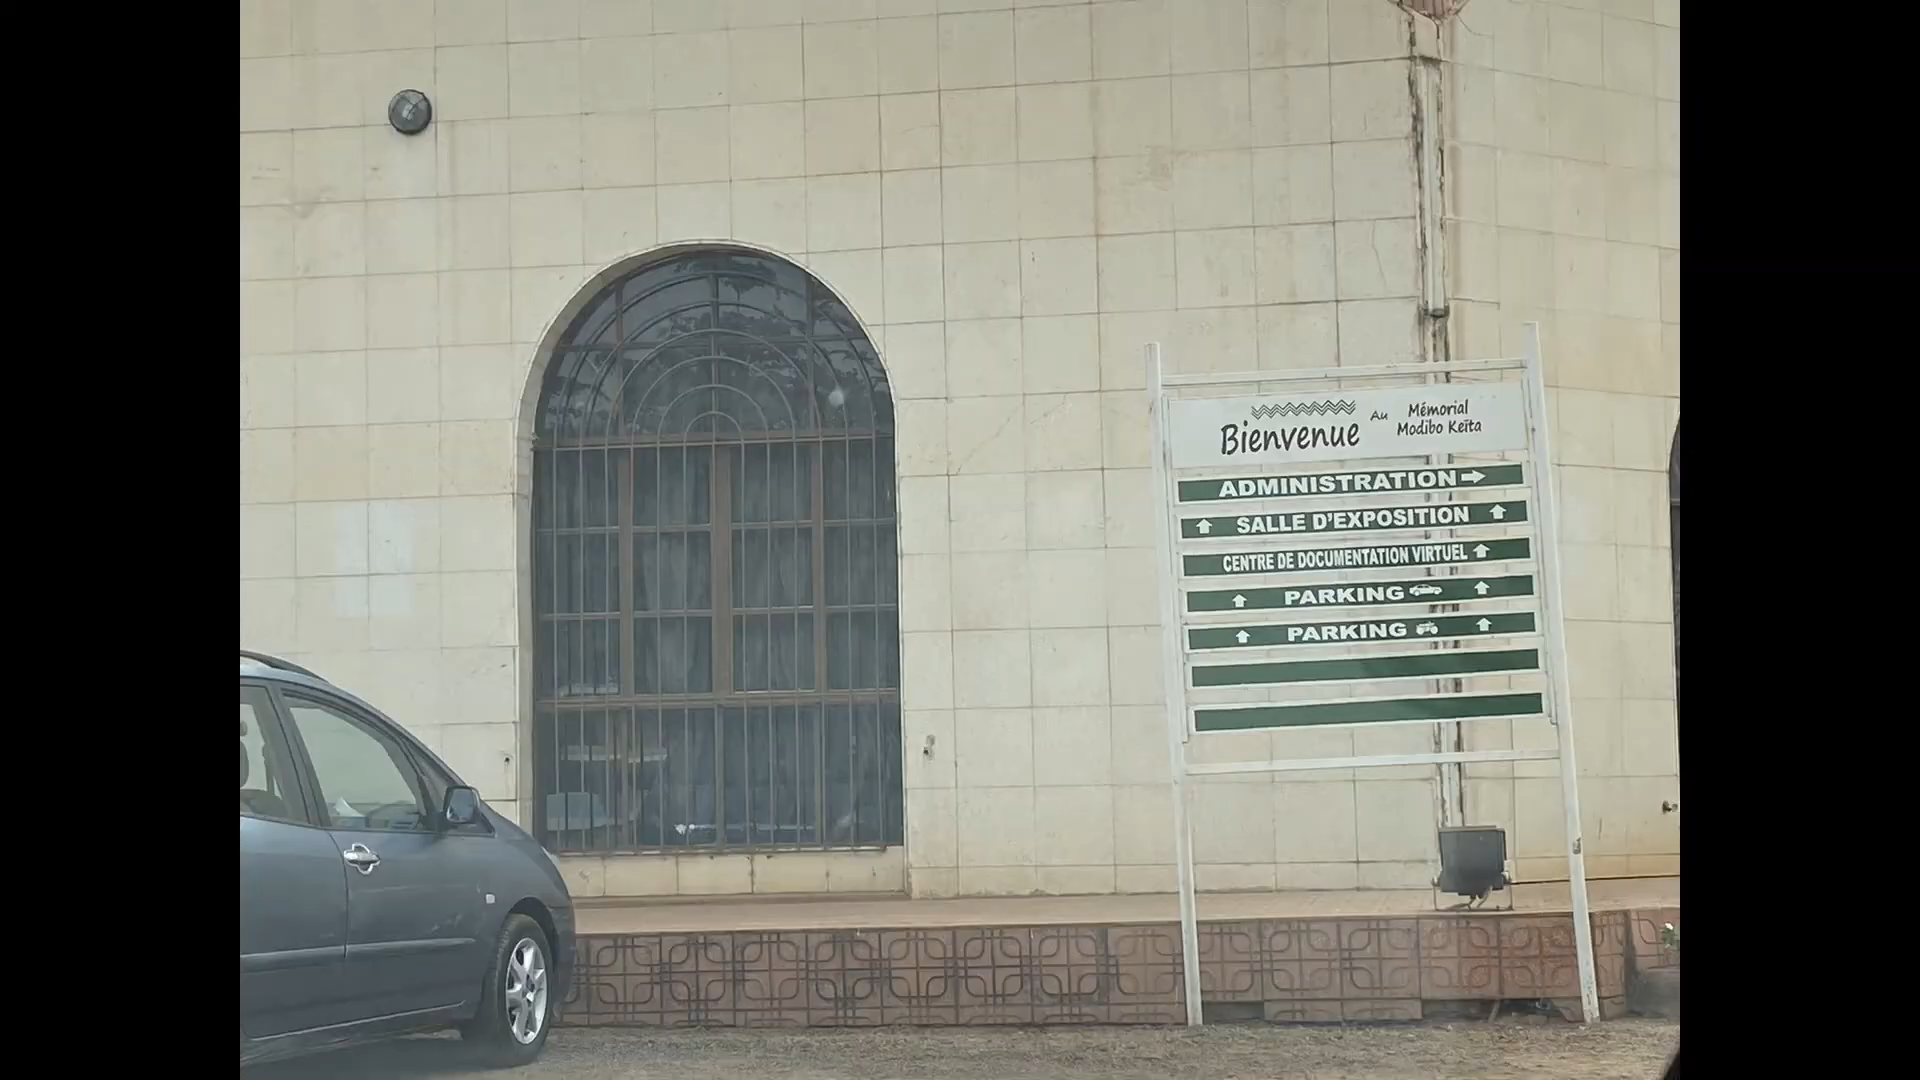 Bienvenue Au Mémorial
Modibo Keïta
ADMINISTRATION
SALLE D'EXPOSITION
CENTRE DE DOCUMENTATION VIRTUEL
PARKING
PARKING